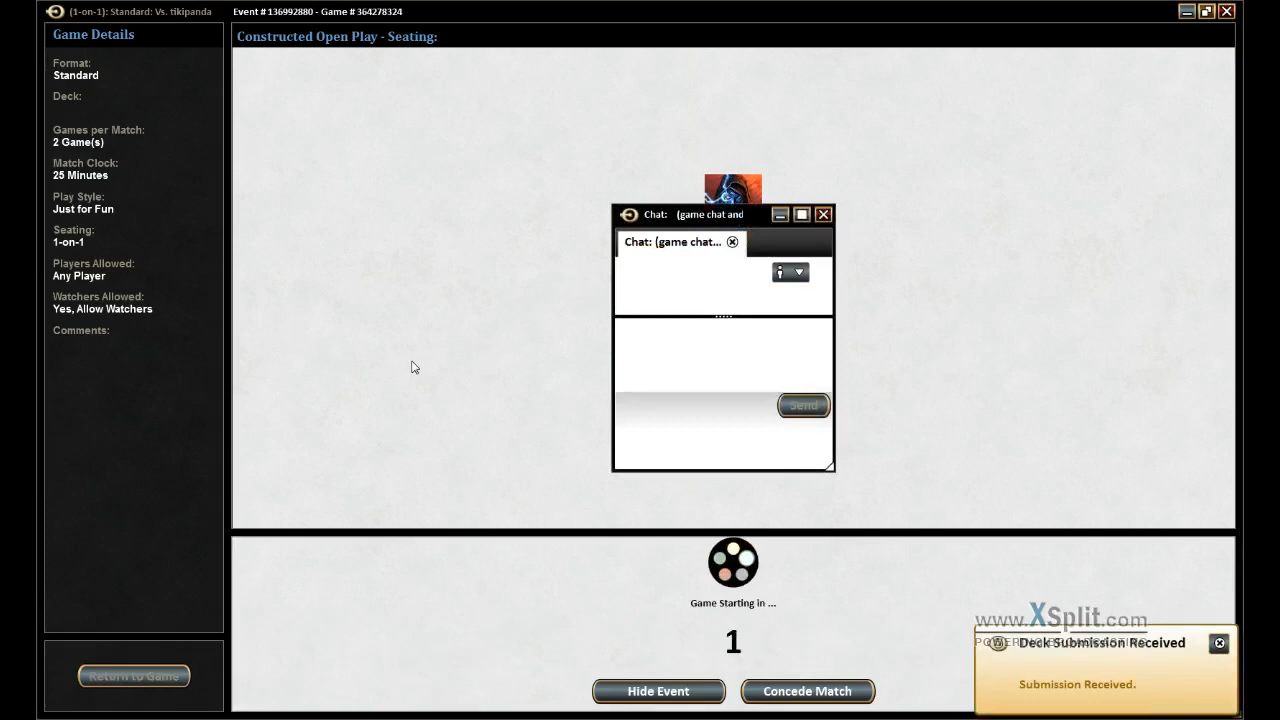 (1-on-1): Standard: Vs. tikipanda
Event # 136992880 - Game # 364278324
Game Details
Constructed Open Play - Seating:
Format:
Standard
Deck:
Games per Match:
2 Game(s)
Match Clock:
25 Minutes
Play Style:
Just for Fun
Seating:
1-on-1
Players Allowed:
Any Player
Watchers Allowed:
Yes, Allow Watchers
Comments:
Chat: (game chat and
Chat: (game chat...
Send
Game Starting in ...
1
Hide Event
Concede Match
Return to Game
www.XSplit.com
Deck Submission Received
Submission Received.